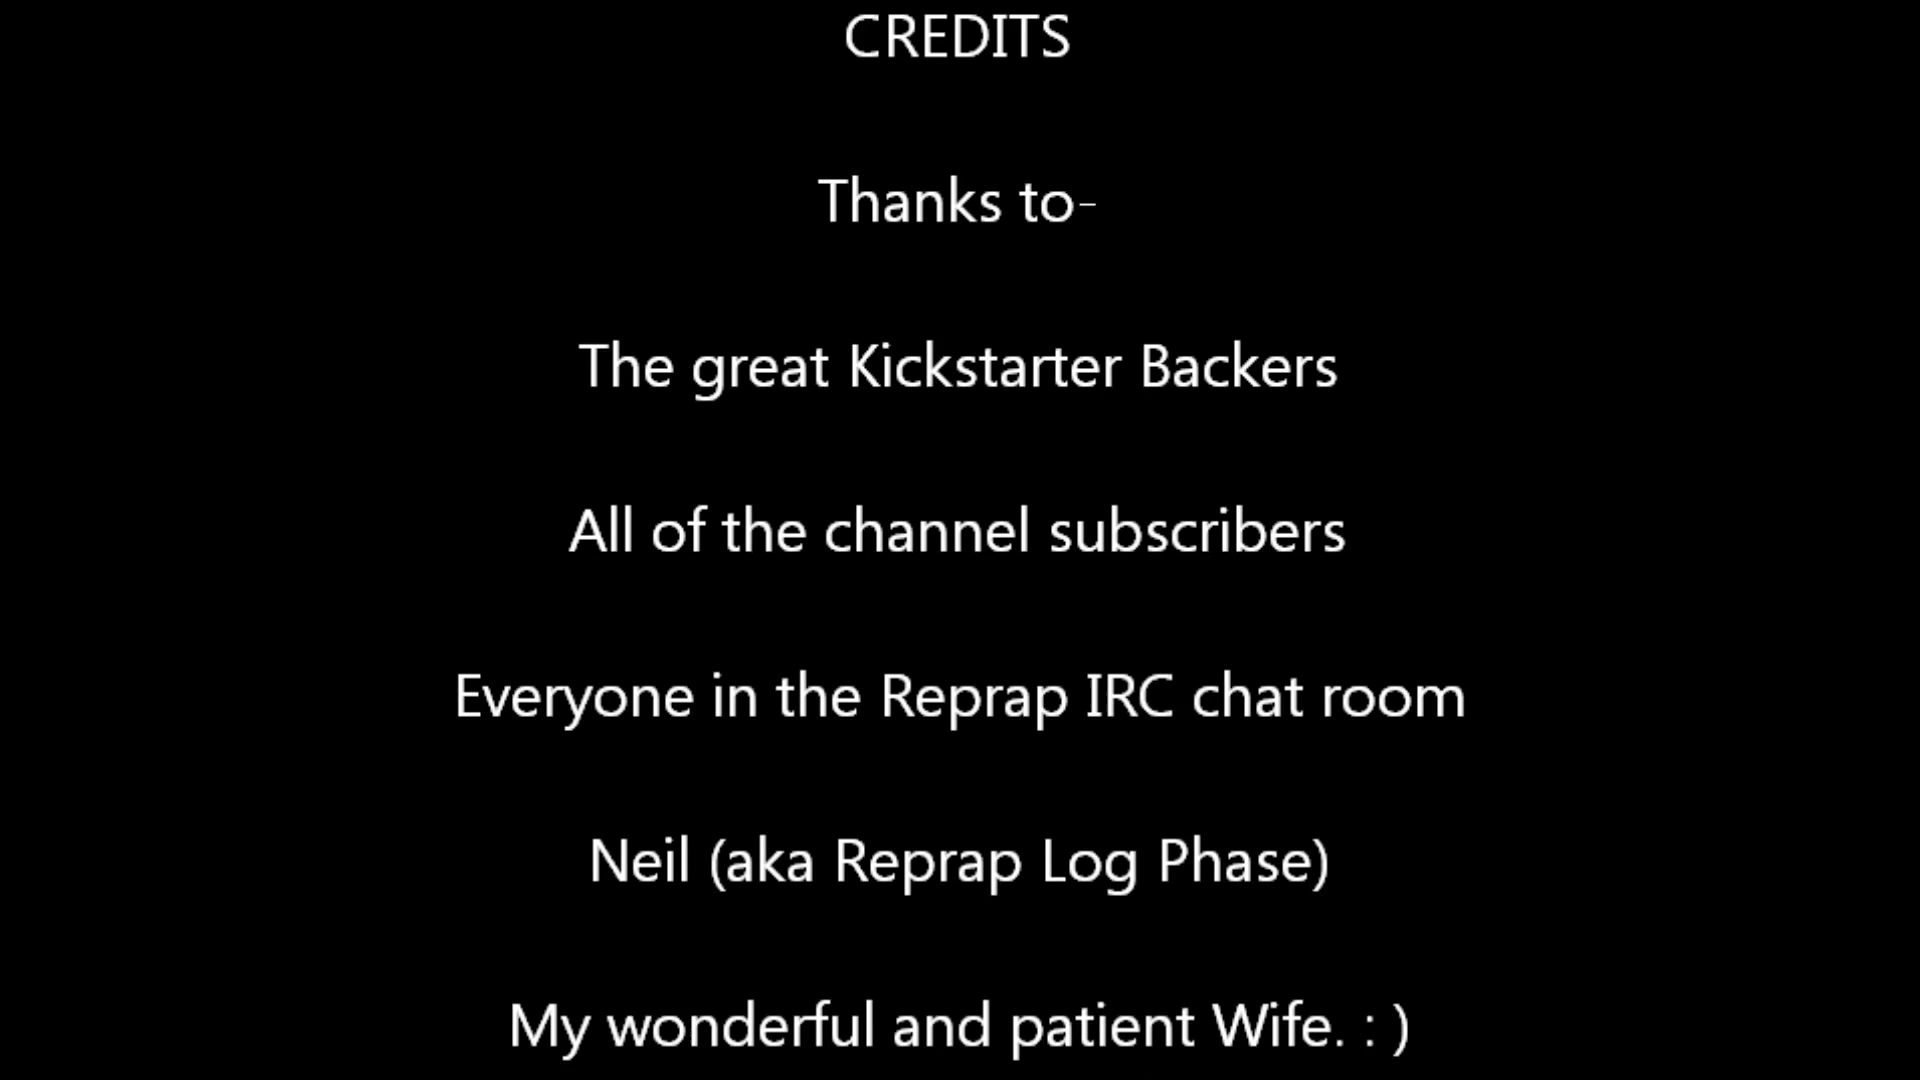 CREDITS
Thanks to-
The great Kickstarter Backers
All of the channel subscribers
Everyone in the Reprap IRC chat room
Neil (aka Reprap Log Phase)
My wonderful and patient Wife. : )